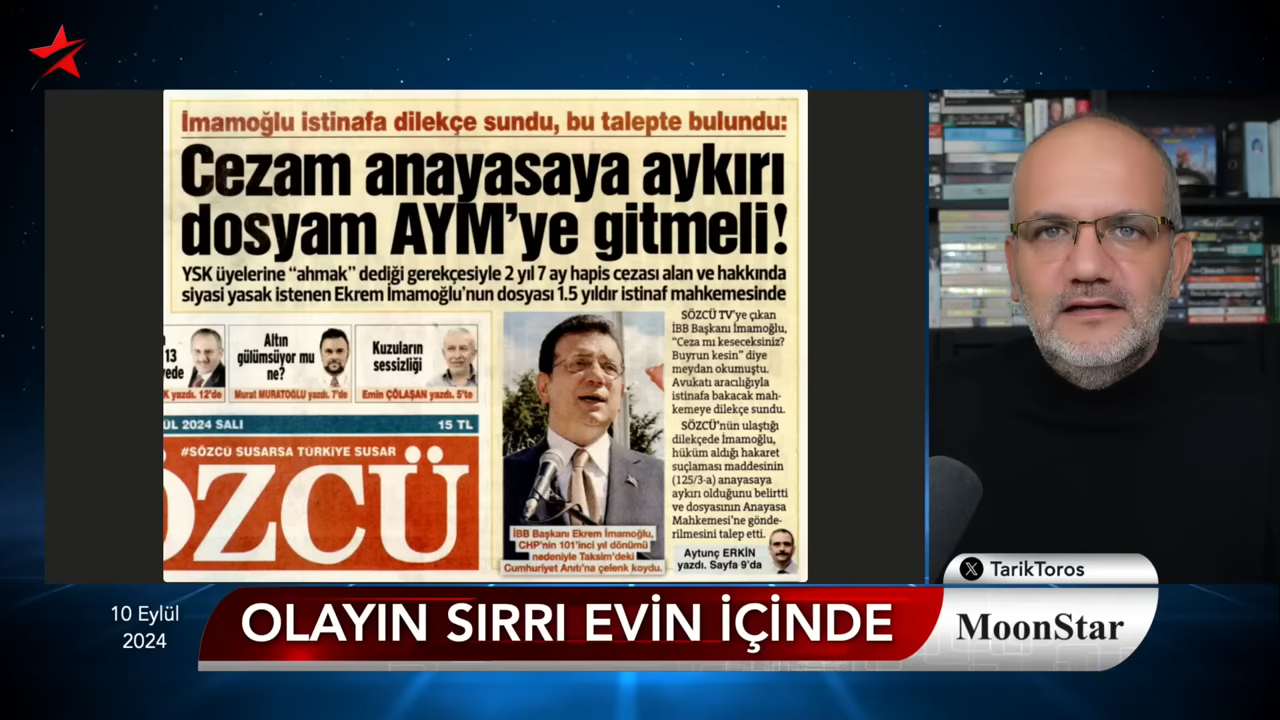 İmamoğlu istinafa dilekçe sundu, bu talepte bulundu:
Cezam anayasaya aykırı
dosyam AYM'ye gitmeli!
YSK üyelerine “ahmak” dediği gerekçesiyle 2 yıl 7 ay hapis cezası alan ve hakkında
siyasi yasak istenen Ekrem İmamoğlu'nun dosyası 1.5 yıldır istinaf mahkemesinde
13
yazdı. 12'de
Altın
gülümsüyor mu
ne?
Murat MURATOĞLU yazdı. 7'de
Kuzuların
sessizliği
Emin ÇÖLAŞAN yazdı. 5'te
2024 SALI
15 TL
#SÖZCÜ SUSARSA TÜRKİYE SUSAR
ÖZCÜ
İBB Başkanı Ekrem İmamoğlu,
CHP'nin 101'inci yıl dönümü
nedeniyle Taksim'deki
Cumhuriyet Anıtı'na çelenk koydu.
SÖZCÜ TV'ye çıkan
İBB Başkanı İmamoğlu,
“Ceza mı keseceksiniz?
Buyrun kesin” diye
meydan okumuştu.
Avukatı aracılığıyla
istinafa bakacak mah-
kemeye dilekçe sundu.
SÖZCÜ'nün ulaştığı
dilekçede İmamoğlu,
hüküm aldığı hakaret
suçlaması maddesinin
(125/3-a) anayasaya
aykırı olduğunu belirtti
ve dosyasının Anayasa
Mahkemesi'ne gönde-
rilmesini talep etti.
Aytunç ERKİN
yazdı. Sayfa 9'da
X TarikToros
10 Eylül
2024
OLAYIN SIRRI EVİN İÇİNDE
MoonStar